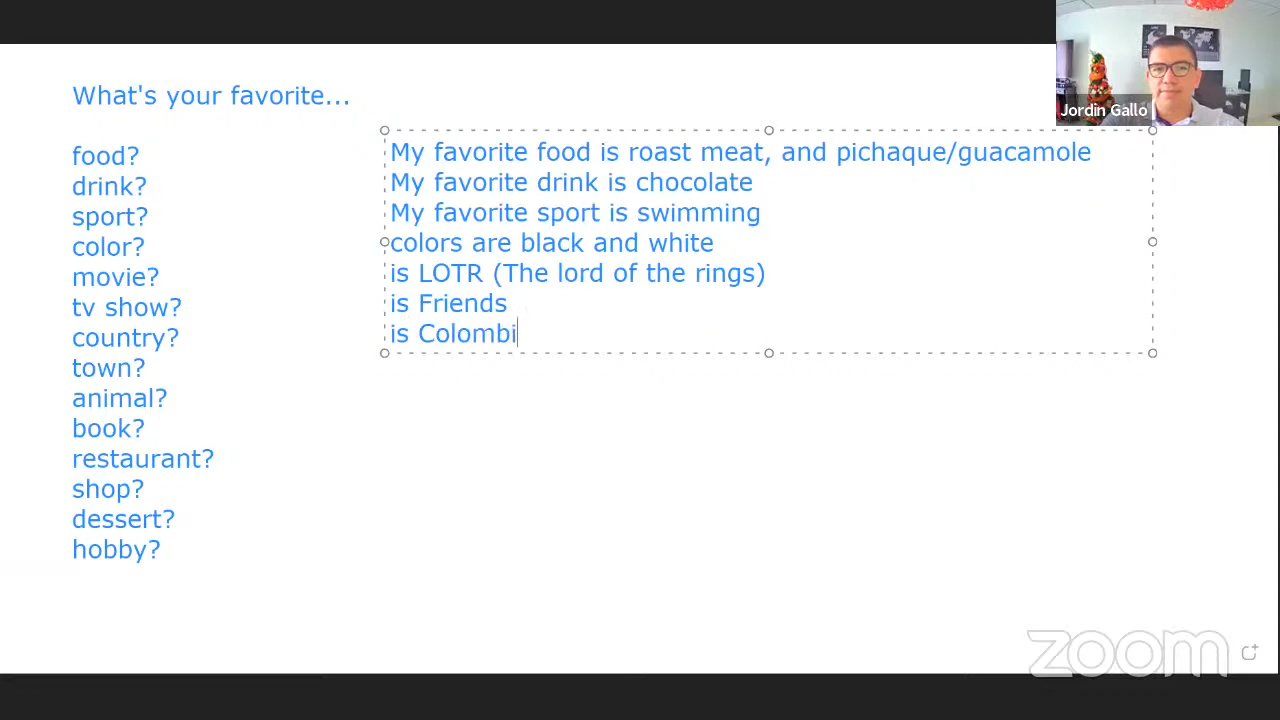 What's your favorite...
food?
drink?
sport?
color?
movie?
tv show?
country?
town?
animal?
book?
restaurant?
shop?
dessert?
hobby?
My favorite food is roast meat, and pichaque/guacamole
My favorite drink is chocolate
My favorite sport is swimming
colors are black and white
is LOTR (The lord of the rings)
is Friends
is Colombi
Jordin Gallo
zoom